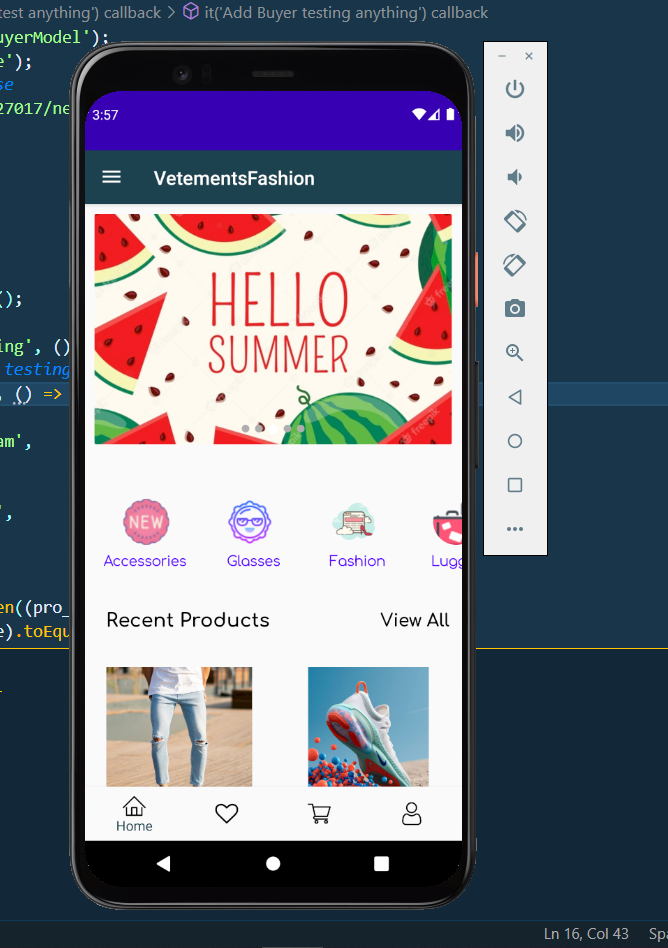 test anything') callback > it('Add Buyer testing anything') callback
uyerModel');
e');
se
27017/ne
();
ing', ()
testing
, () =>
am',
',
en((pro_
e).toEqu
3:57
VetementsFashion
HELLO
SUMMER
NEW
Accessories
Glasses
Fashion
Lugg
Recent Products
View All
Home
Ln 16, Col 43
Spa